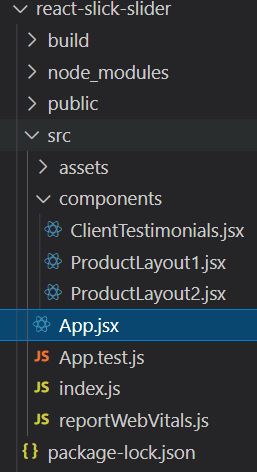 react-slick-slider
build
node_modules
public
src
assets
components
ClientTestimonials.jsx
ProductLayout1.jsx
ProductLayout2.jsx
App.jsx
App.test.js
JS index.js
JS reportWebVitals.js
{} package-lock.json